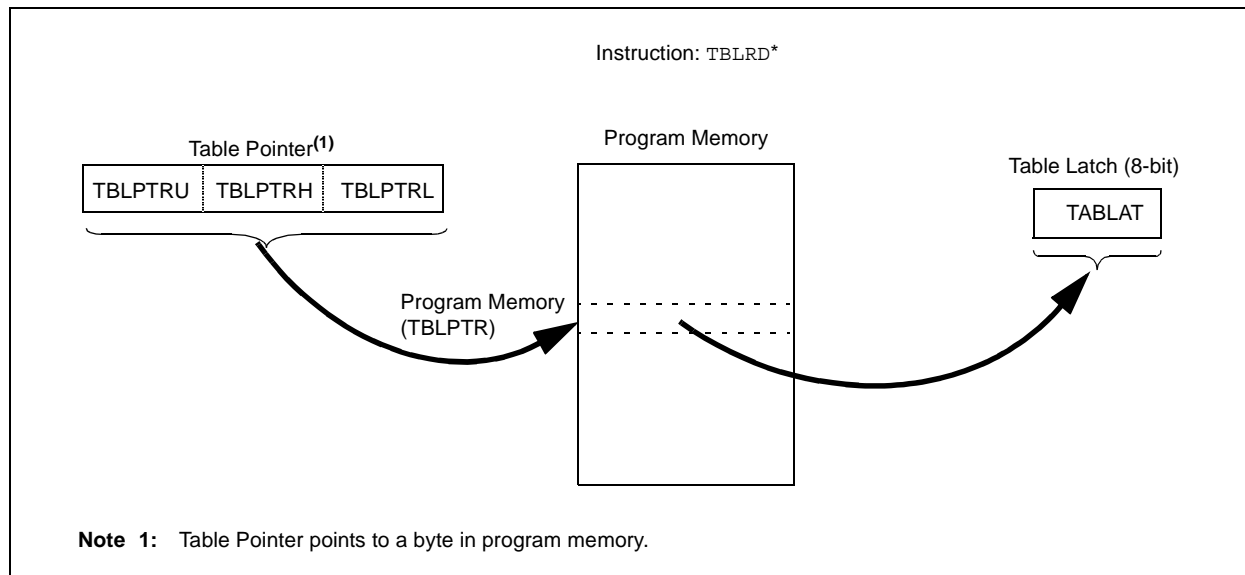 Instruction: TBLRD*
Table Pointer(1)
TBLPTRU TBLPTRH TBLPTRL
Program Memory
(TBLPTR)
Program Memory
Table Latch (8-bit)
TABLAT
Note 1: Table Pointer points to a byte in program memory.